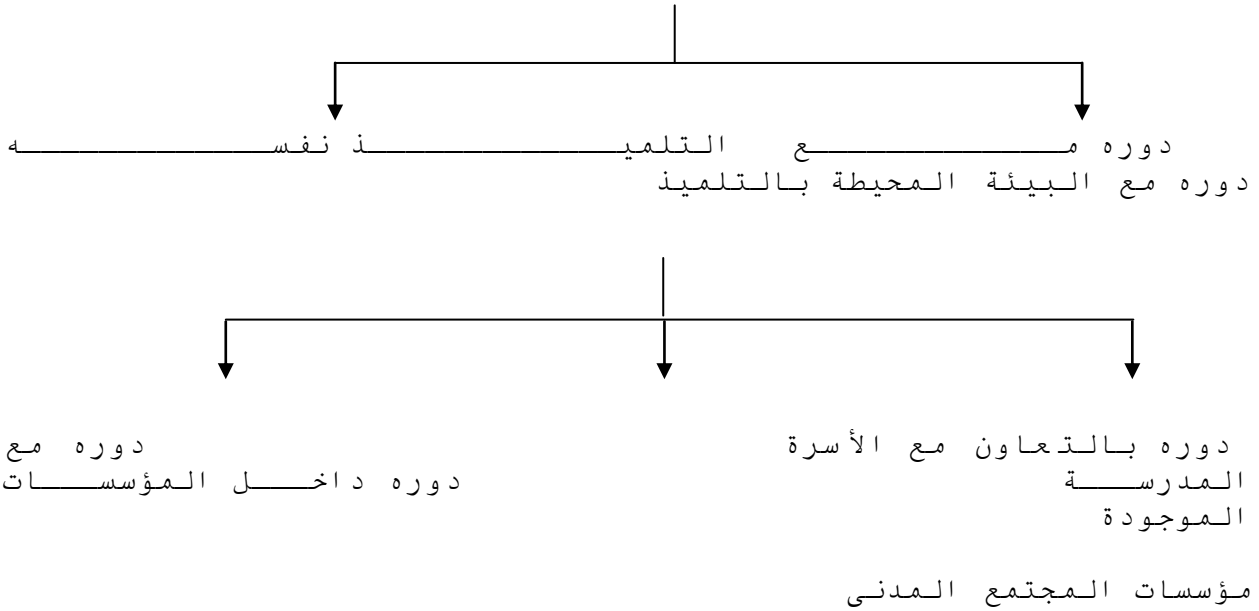 دوره مع التلميذ نفسه
دوره مع البيئة المحيطة بالتلميذ
دوره بالتعاون مع الأسرة دوره مع
المدرسة دوره داخل المؤسسات
الموجودة
مؤسسات المجتمع المدنى